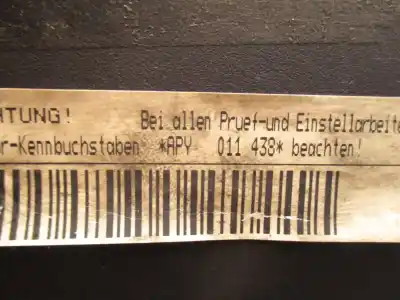 HTUNG! Bei allen Pruef-und Einstellarbeite
r-Kennbuchstaben *APY 011 438* beachten!